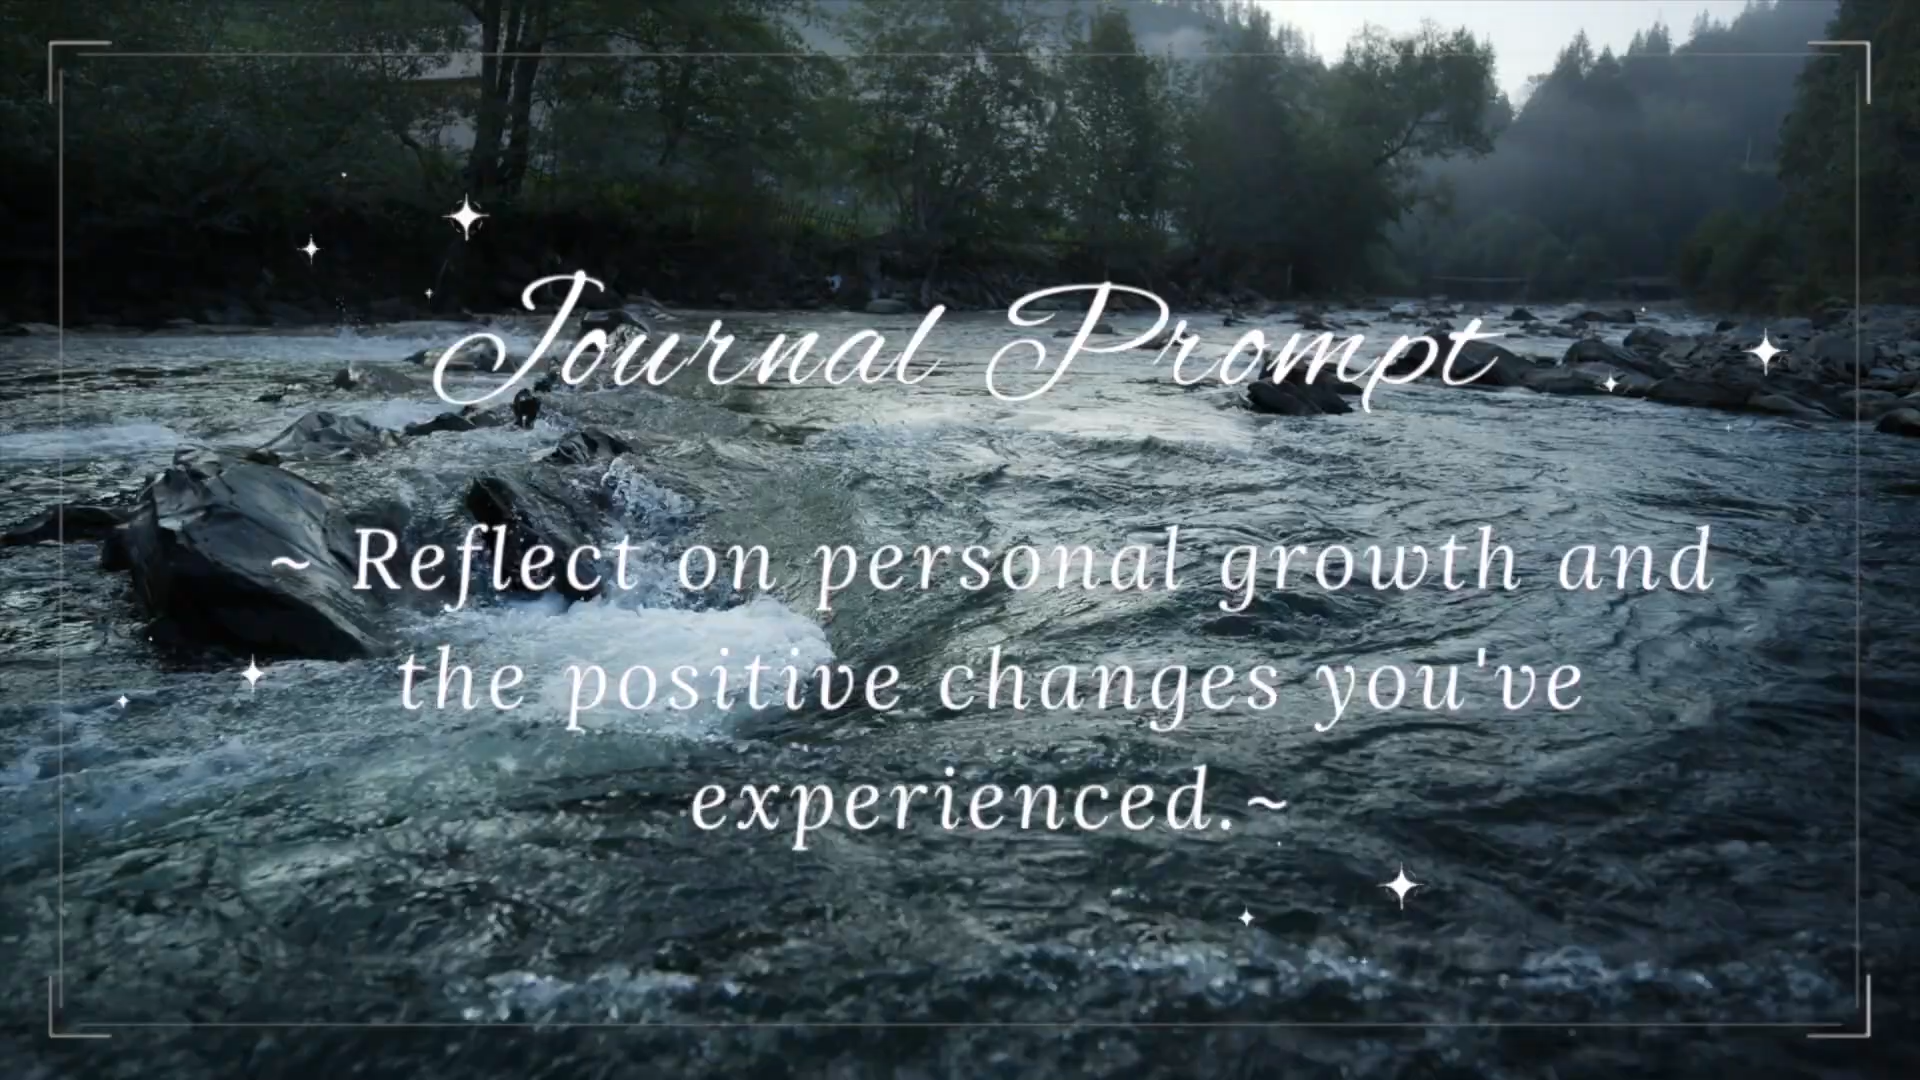 Journal Prompt
~ Reflect on personal growth and
the positive changes you've
experienced.~